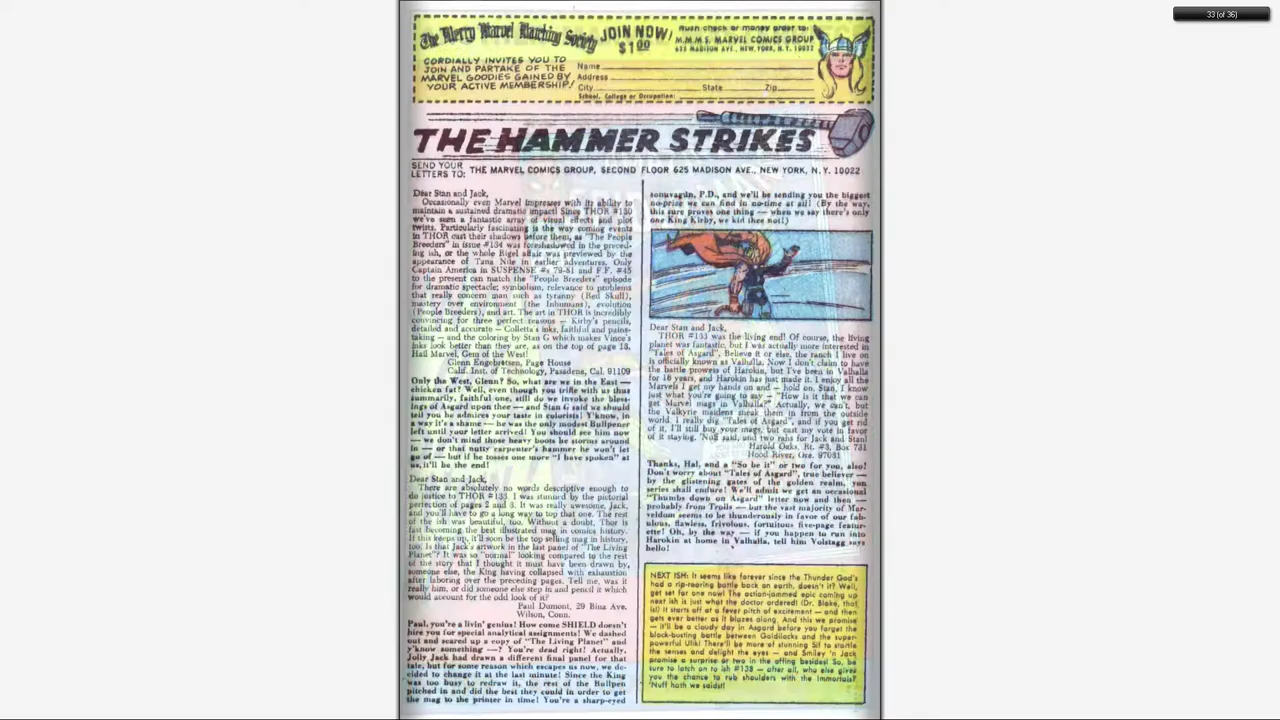 33 (of 36)
The Merry Marvel Marching Society
JOIN NOW!
$1.00
Rush check or money order to:
M.M.M.S. MARVEL COMICS GROUP
625 MADISON AVE., NEW YORK, N.Y. 10022
CORDIALLY INVITES YOU TO
JOIN AND PARTAKE OF THE
MARVEL GOODIES GAINED BY
YOUR ACTIVE MEMBERSHIP!
Name
Address
City State Zip
School, College or Occupation:
THE HAMMER STRIKES
SEND YOUR
LETTERS TO: THE MARVEL COMICS GROUP, SECOND FLOOR 625 MADISON AVE., NEW YORK, N.Y. 10022
Dear Stan and Jack,
Occasionally even Marvel impresses with its ability to
maintain a sustained dramatic impact! Since THOR #130
we've seen a fantastic array of visual effects and plot
twists. Particularly fascinating is the way coming events
in THOR cast their shadows before them, as "The People
Breeders" in issue #134 was foreshadowed in the preced-
ing ish, or the whole Rigel affair was previewed by the
appearance of Tana Nile in earlier adventures. Only
Captain America in SUSPENSE #s 79-81 and F.F. #45
to the present can match the "People Breeders" episode
for dramatic spectacle; symbolism, relevance to problems
that really concern man such as tyranny (Red Skull),
mastery over environment (the Inhumans), evolution
(People Breeders), and art. The art in THOR is incredibly
convincing for three perfect reasons — Kirby's pencils,
detailed and accurate — Colletta's inks, faithful and pains-
taking — and the coloring by Stan G which makes Vince's
inks look better than they are, as on the top of page 13.
Hail Marvel, Gem of the West!
Glenn Engebretsen, Page House
Calif. Inst. of Technology, Pasadena, Cal. 91109
Only the West, Glenn? So, what are we in the East —
chicken fat? Well, even though you trifle with us thus
summarily, faithful one, still do we invoke the bless-
ings of Asgard upon thee — and Stan G said we should
tell you he admires your taste in colorists! Y'know, in
a way it's a shame — he was the only modest Bullpener
left until your letter arrived! You should see him now
— we don't mind those heavy boots he storms around
in — or that nutty carpenter's hammer he won't let
go of — but if he tosses one more "I have spoken" at
us, it'll be the end!
Dear Stan and Jack,
There are absolutely no words descriptive enough to
do justice to THOR #133. I was stunned by the pictorial
perfection of pages 2 and 3. It was really awesome, Jack,
and you'll have to go a long way to top that one. The rest
of the ish was beautiful, too. Without a doubt, Thor is
fast becoming the best illustrated mag in comics history.
If this keeps up, it'll soon be the top selling mag in history,
too. Is that Jack's artwork in the last panel of "The Living
Planet"? It was so "normal" looking compared to the rest
of the story that I thought it must have been drawn by
someone else, the King having collapsed with exhaustion
after laboring over the preceding pages. Tell me, was it
really him, or did someone else step in and pencil it which
would account for the odd look of it?
Paul Dumont, 29 Bina Ave.
Wilson, Conn.
Paul, you're a livin' genius! How come SHIELD doesn't
hire you for special analytical assignments! We dashed
out and scared up a copy of "The Living Planet" and
y'know something —? You're dead right! Actually,
Jolly Jack had drawn a different final panel for that
tale, but for some reason which escapes us now, we de-
cided to change it at the last minute! Since the King
was too busy to redraw it, the rest of the Bullpen
pitched in and did the best they could in order to get
the mag to the printer in time! You're a sharp-eyed
sonuvagun, P.D., and we'll be sending you the biggest
no-prize we can find in no-time at all! (By the way,
this sure proves one thing — when we say there's only
one King Kirby, we kid thee not!)
Dear Stan and Jack,
THOR #133 was the living end! Of course, the living
planet was fantastic, but I was actually more interested in
"Tales of Asgard". Believe it or else, the ranch I live on
is officially known as Valhalla. Now I don't claim to have
the battle prowess of Harokin, but I've been in Valhalla
for 16 years, and Harokin has just made it. I enjoy all the
Marvels I get my hands on and — hold on, Stan, I know
just what you're going to say — "How is it that we can
get Marvel mags in Valhalla?" Actually, we can't, but
the Valkyrie maidens sneak them in from the outside
world. I really dig "Tales of Asgard", and if you get rid
of it, I'll still buy your mags, but cast my vote in favor
of it staying. 'Nuff said, and two rahs for Jack and Stan!
Harold Oaks, Rt. #3, Box 731
Hood River, Ore. 97031
Thanks, Hal, and a "So be it" or two for you, also!
Don't worry about "Tales of Asgard", true believer —
by the glistening gates of the golden realm, yon
series shall endure! We'll admit we get an occasional
"Thumbs down on Asgard" letter now and then —
probably from Trolls — but the vast majority of Mar-
veldom seems to be thunderously in favor of our fab-
ulous, flawless, frivolous, fortuitous five-page featur-
ette! Oh, by the way — if you happen to run into
Harokin at home in Valhalla, tell him Volstagg says
hello!
NEXT ISH: It seems like forever since the Thunder God's
had a rip-roaring battle back on earth, doesn't it? Well,
get set for one now! The action-jammed epic coming up
next ish is just what the doctor ordered! (Dr. Blake, that
is!) It starts off at a fever pitch of excitement — and then
gets ever better as it blazes along. And this we promise
— it'll be a cloudy day in Asgard before you forget the
block-busting battle between Goldilocks and the super-
powerful Ulik! There'll be more of stunning Sif to startle
the senses and delight the eyes — and Smiley 'n Jack
promise a surprise or two in the offing besides! So, be
sure to latch on to ish #138 — after all, who else gives
you the chance to rub shoulders with the Immortals?
'Nuff hath we saids!